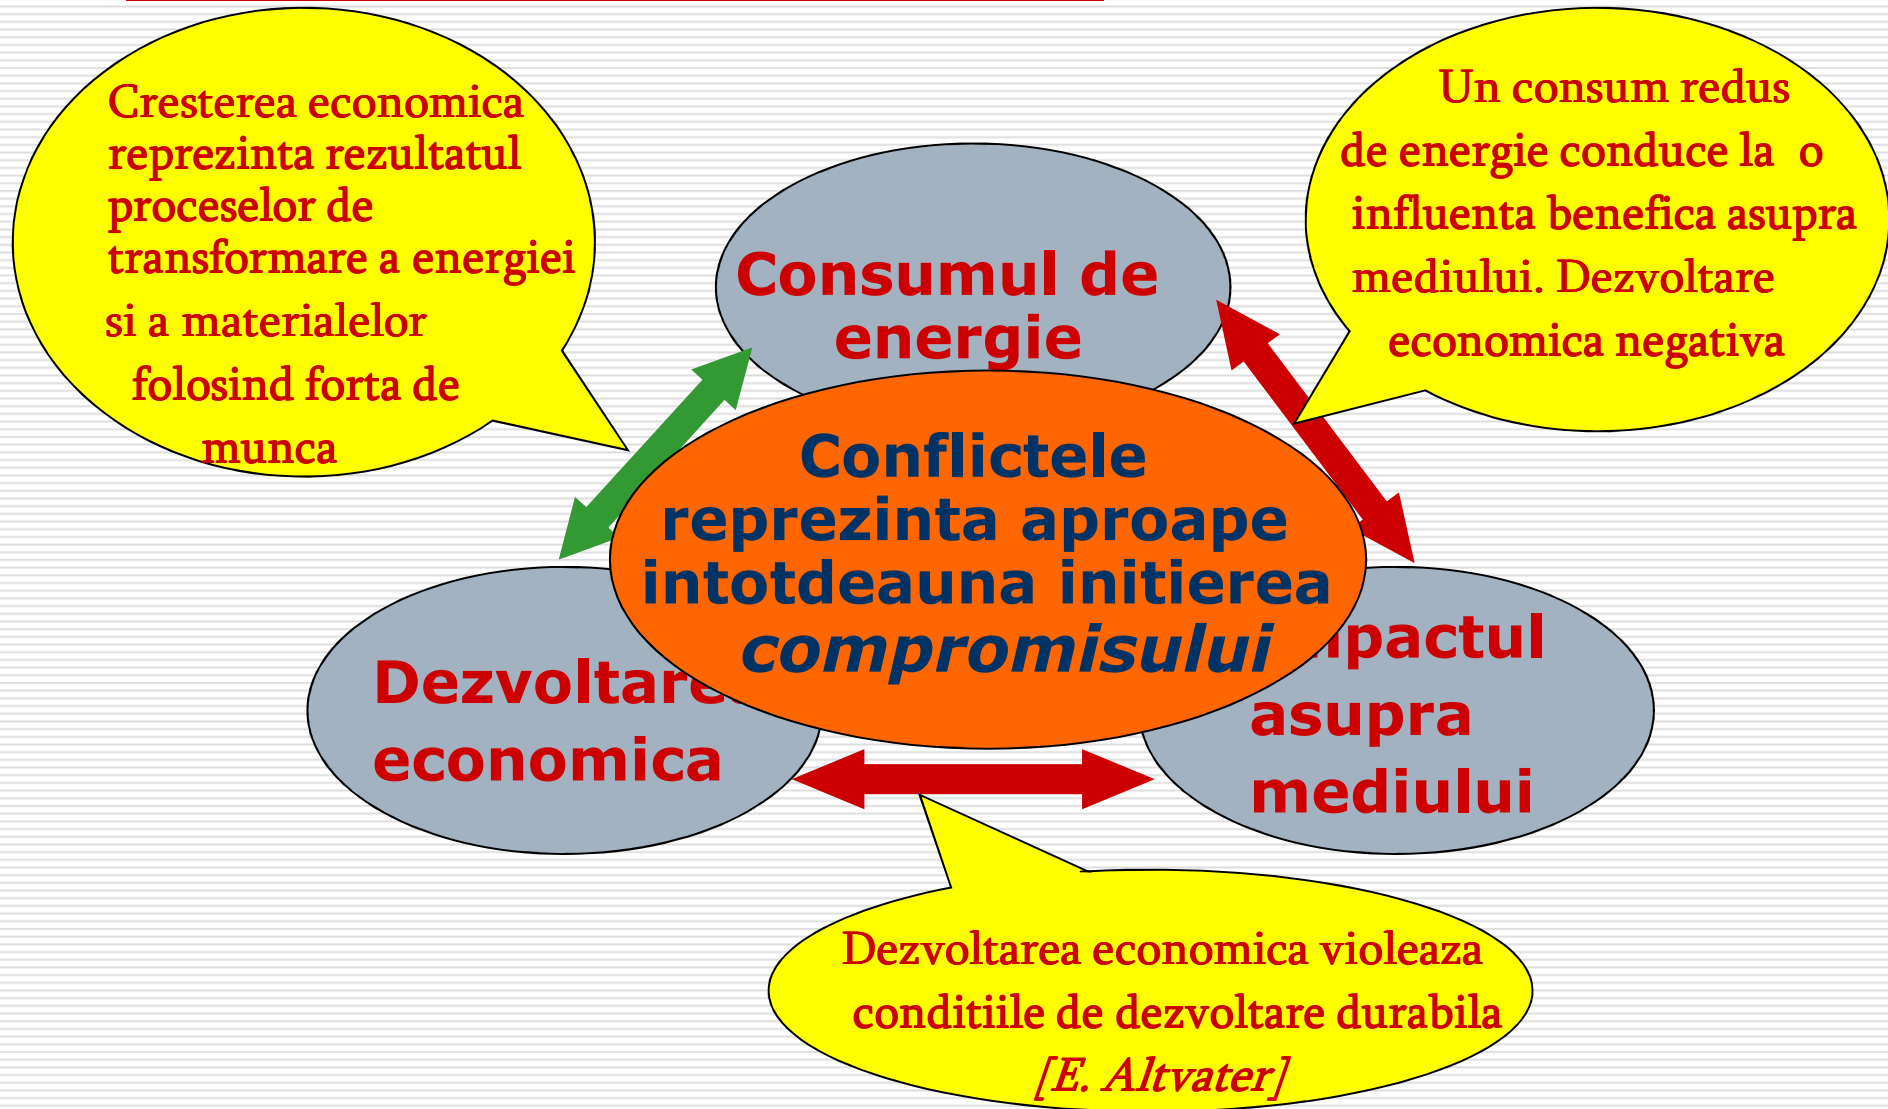 Cresterea economica
reprezinta rezultatul
proceselor de
transformare a energiei
si a materialelor
folosind forta de
munca
Un consum redus
de energie conduce la o
influenta benefica asupra
mediului. Dezvoltare
economica negativa
Consumul de
energie
Conflictele
reprezinta aproape
intotdeauna initierea
compromisului
economica
asupra
mediului
Dezvoltarea economica violeaza
conditiile de dezvoltare durabila
[E. Altvater]